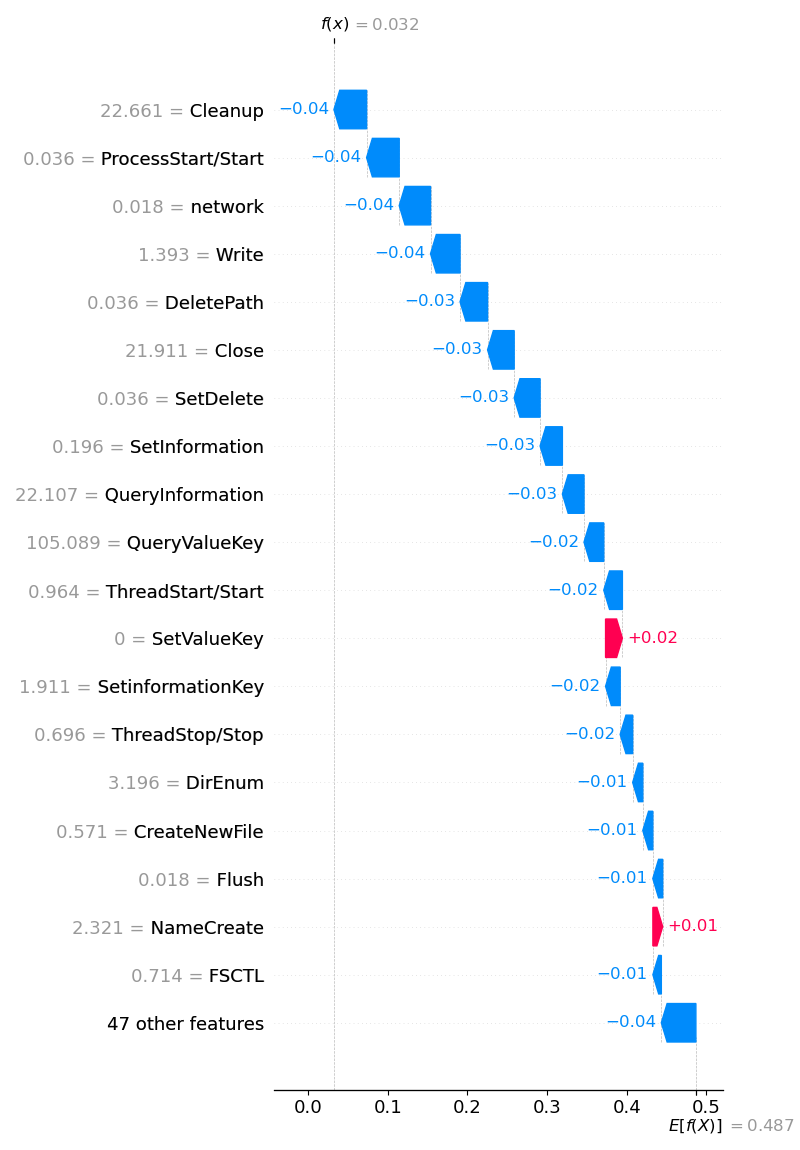 f(x) = 0.032
22.661 = Cleanup −0.04
0.036 = ProcessStart/Start −0.04
0.018 = network −0.04
1.393 = Write −0.04
0.036 = DeletePath −0.03
21.911 = Close −0.03
0.036 = SetDelete −0.03
0.196 = SetInformation −0.03
22.107 = QueryInformation −0.03
105.089 = QueryValueKey −0.02
0.964 = ThreadStart/Start −0.02
0 = SetValueKey +0.02
1.911 = SetinformationKey −0.02
0.696 = ThreadStop/Stop −0.02
3.196 = DirEnum −0.01
0.571 = CreateNewFile −0.01
0.018 = Flush −0.01
2.321 = NameCreate +0.01
0.714 = FSCTL −0.01
47 other features −0.04
0.0 0.1 0.2 0.3 0.4 0.5
E[f(X)] = 0.487